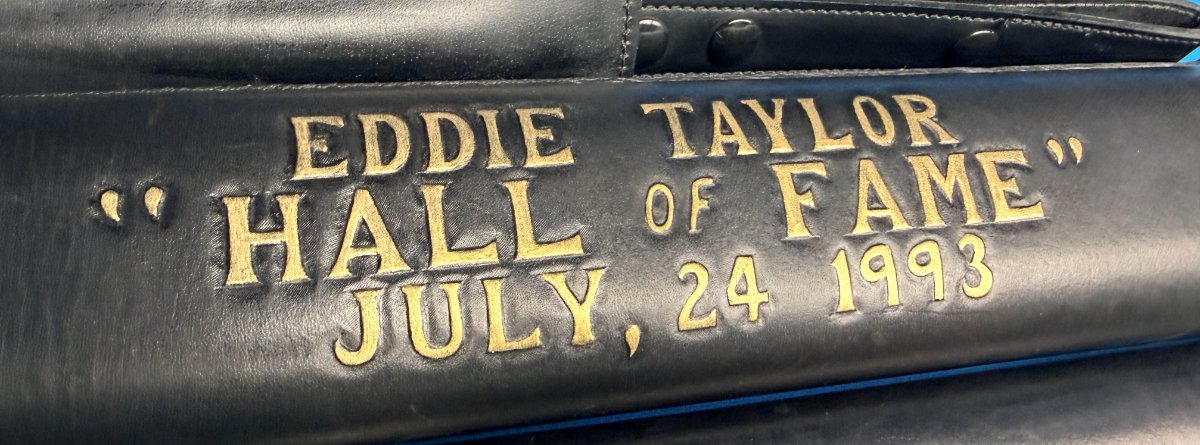 EDDIE TAYLOR
"HALL OF FAME"
JULY, 24 1993